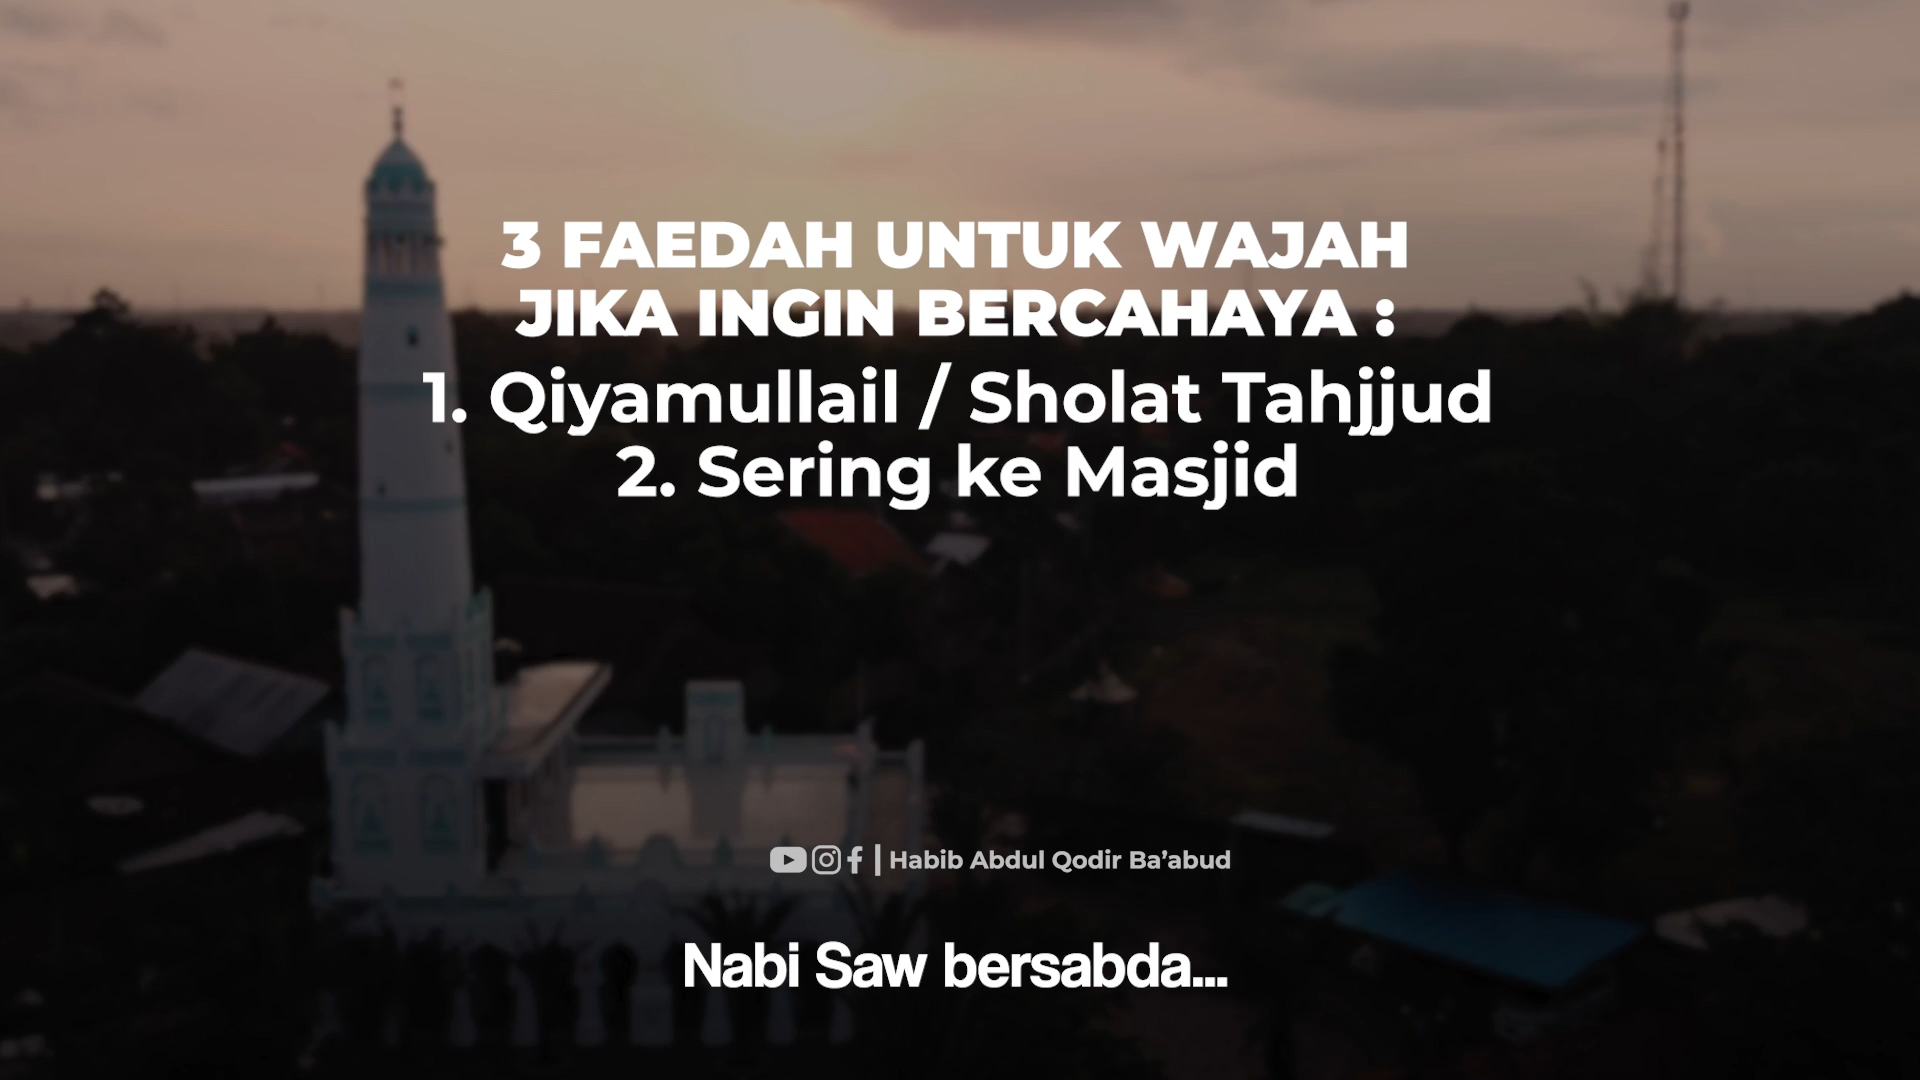 3 FAEDAH UNTUK WAJAH
JIKA INGIN BERCAHAYA :
1. Qiyamullail / Sholat Tahjjud
2. Sering ke Masjid
Habib Abdul Qodir Ba’abud
Nabi Saw bersabda...